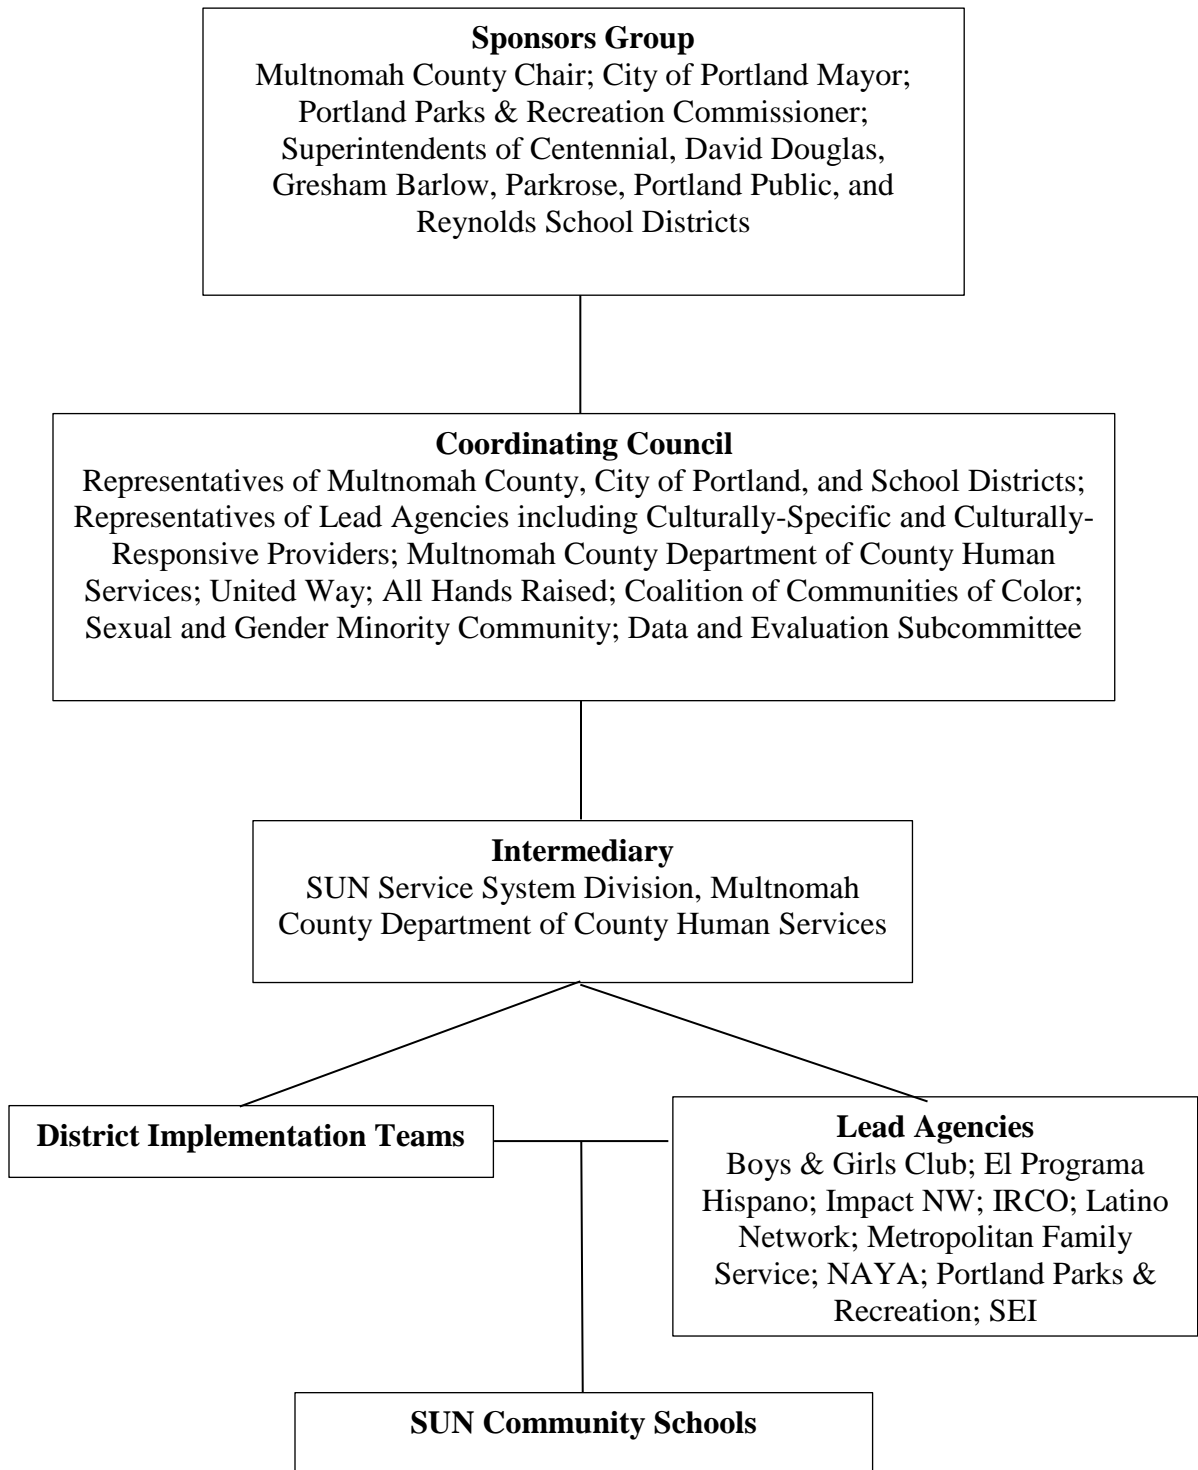 Sponsors Group
Multnomah County Chair; City of Portland Mayor;
Portland Parks & Recreation Commissioner;
Superintendents of Centennial, David Douglas,
Gresham Barlow, Parkrose, Portland Public, and
Reynolds School Districts
Coordinating Council
Representatives of Multnomah County, City of Portland, and School Districts;
Representatives of Lead Agencies including Culturally-Specific and Culturally-
Responsive Providers; Multnomah County Department of County Human
Services; United Way; All Hands Raised; Coalition of Communities of Color;
Sexual and Gender Minority Community; Data and Evaluation Subcommittee
Intermediary
SUN Service System Division, Multnomah
County Department of County Human Services
District Implementation Teams
Lead Agencies
Boys & Girls Club; El Programa
Hispano; Impact NW; IRCO; Latino
Network; Metropolitan Family
Service; NAYA; Portland Parks &
Recreation; SEI
SUN Community Schools